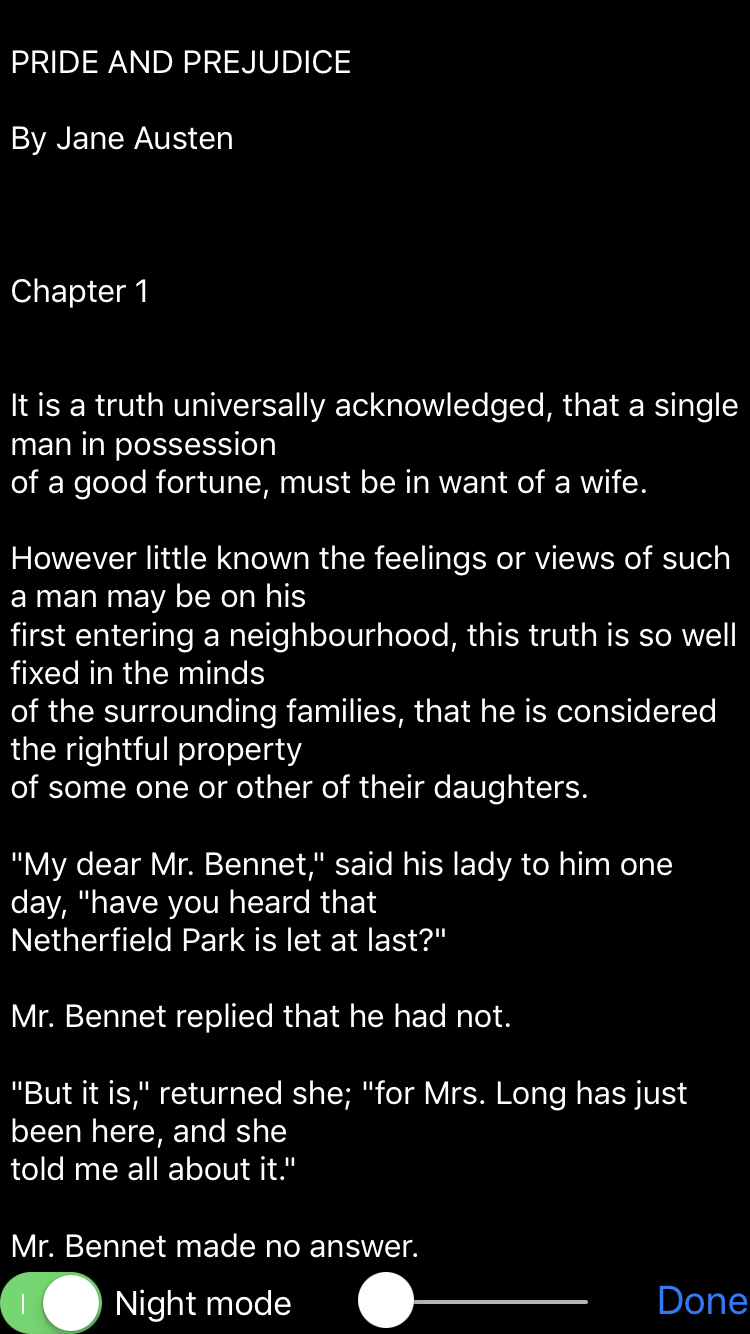 PRIDE AND PREJUDICE
By Jane Austen
Chapter 1
It is a truth universally acknowledged, that a single
man in possession
of a good fortune, must be in want of a wife.
However little known the feelings or views of such
a man may be on his
first entering a neighbourhood, this truth is so well
fixed in the minds
of the surrounding families, that he is considered
the rightful property
of some one or other of their daughters.
"My dear Mr. Bennet," said his lady to him one
day, "have you heard that
Netherfield Park is let at last?"
Mr. Bennet replied that he had not.
"But it is," returned she; "for Mrs. Long has just
been here, and she
told me all about it."
Mr. Bennet made no answer.
Night mode Done